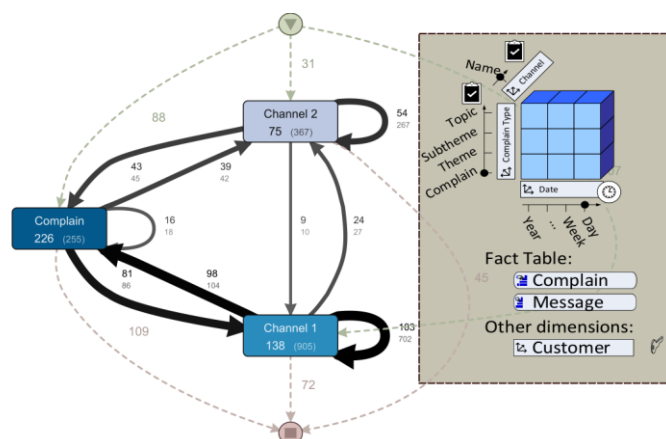 31
88
Channel 2
75 (367)
54
267
43
45
39
42
Complain
226 (255)
16
18
9
10
24
27
81
86
98
104
109
Channel 1
138 (905)
702
72
45
Name
Channel
Topic
Subtheme
Theme
Complain
Complain Type
Date
Year
...
Week
Day
Fact Table:
Complain
Message
Other dimensions:
Customer